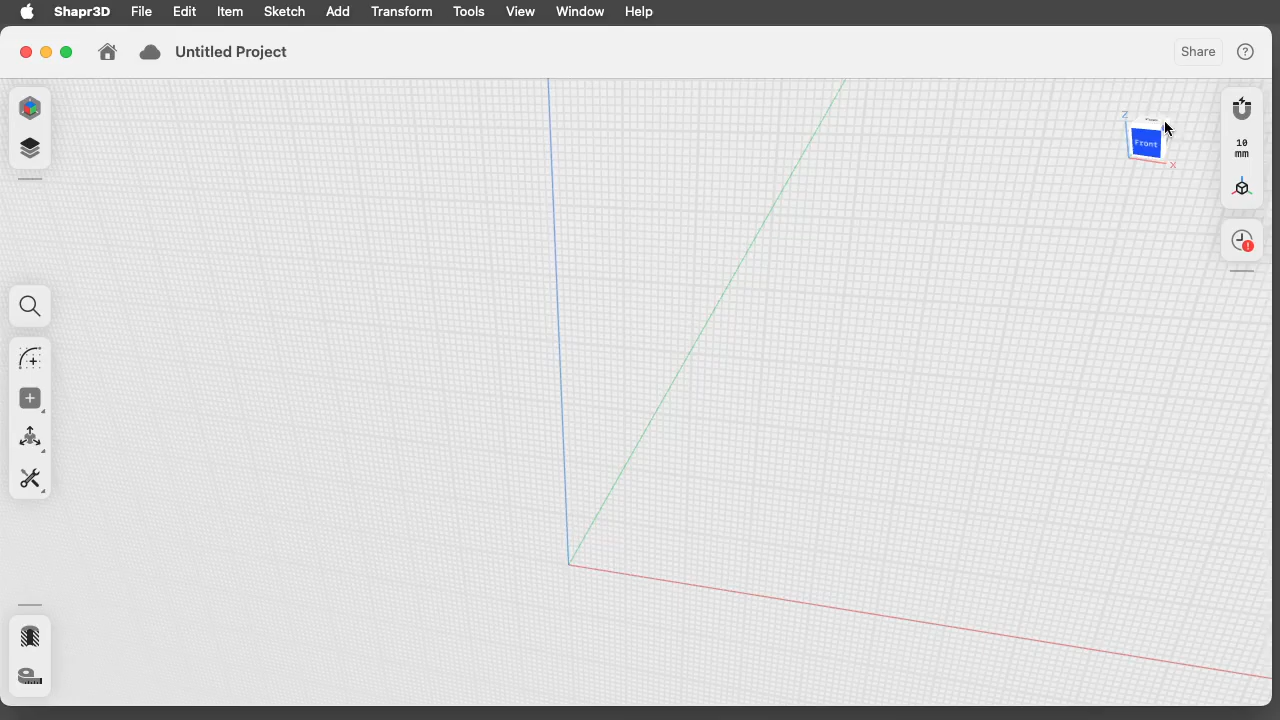 Shapr3D File Edit Item Sketch Add Transform Tools View Window Help
Untitled Project
Share
?
Z
Front
X
10
mm